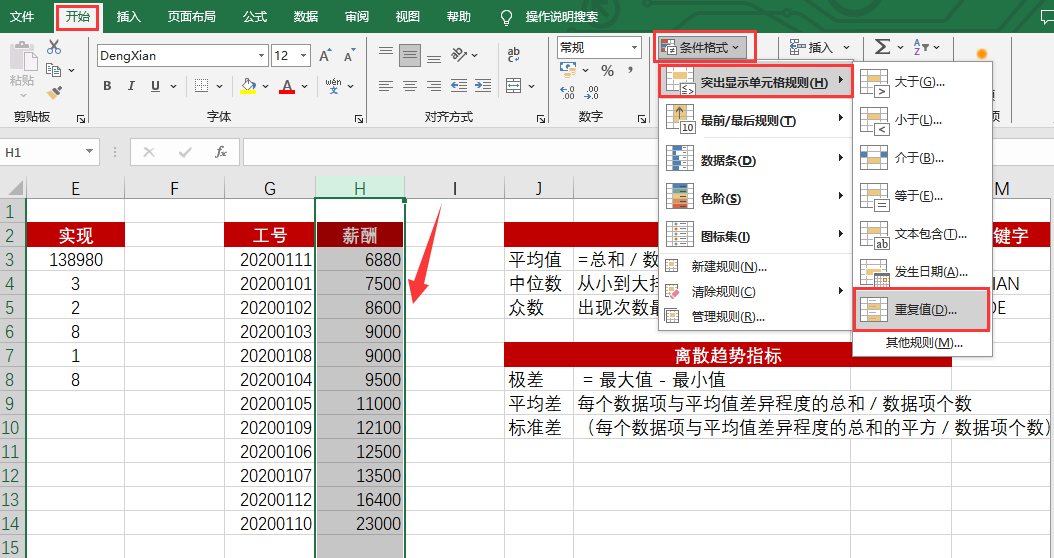 文件 开始 插入 页面布局 公式 数据 审阅 视图 帮助 操作说明搜索
粘贴
剪贴板
DengXian 12
B I U wén 文
字体
ab
对齐方式
常规
% ,
数字
条件格式
插入
突出显示单元格规则(H)
最前/最后规则(T)
数据条(D)
色阶(S)
图标集(I)
新建规则(N)...
清除规则(C)
管理规则(R)...
大于(G)...
小于(L)...
介于(B)...
等于(E)...
文本包含(T)...
发生日期(A)...
重复值(D)...
其他规则(M)...
H1 fx
E F G H I J M
1
2 实现 工号 薪酬 键字
3 138980 20200111 6880 平均值 =总和 / 数
4 3 20200101 7500 中位数 从小到大排 IAN
5 2 20200102 8600 众数 出现次数最 DE
6 8 20200103 9000
7 1 20200108 9000 离散趋势指标
8 8 20200104 9500 极差 = 最大值 - 最小值
9 20200105 11000 平均差 每个数据项与平均值差异程度的总和 / 数据项个数
10 20200109 12100 标准差 （每个数据项与平均值差异程度的总和的平方 / 数据项个数）
11 20200106 12500
12 20200107 13500
13 20200112 16400
14 20200110 23000
15